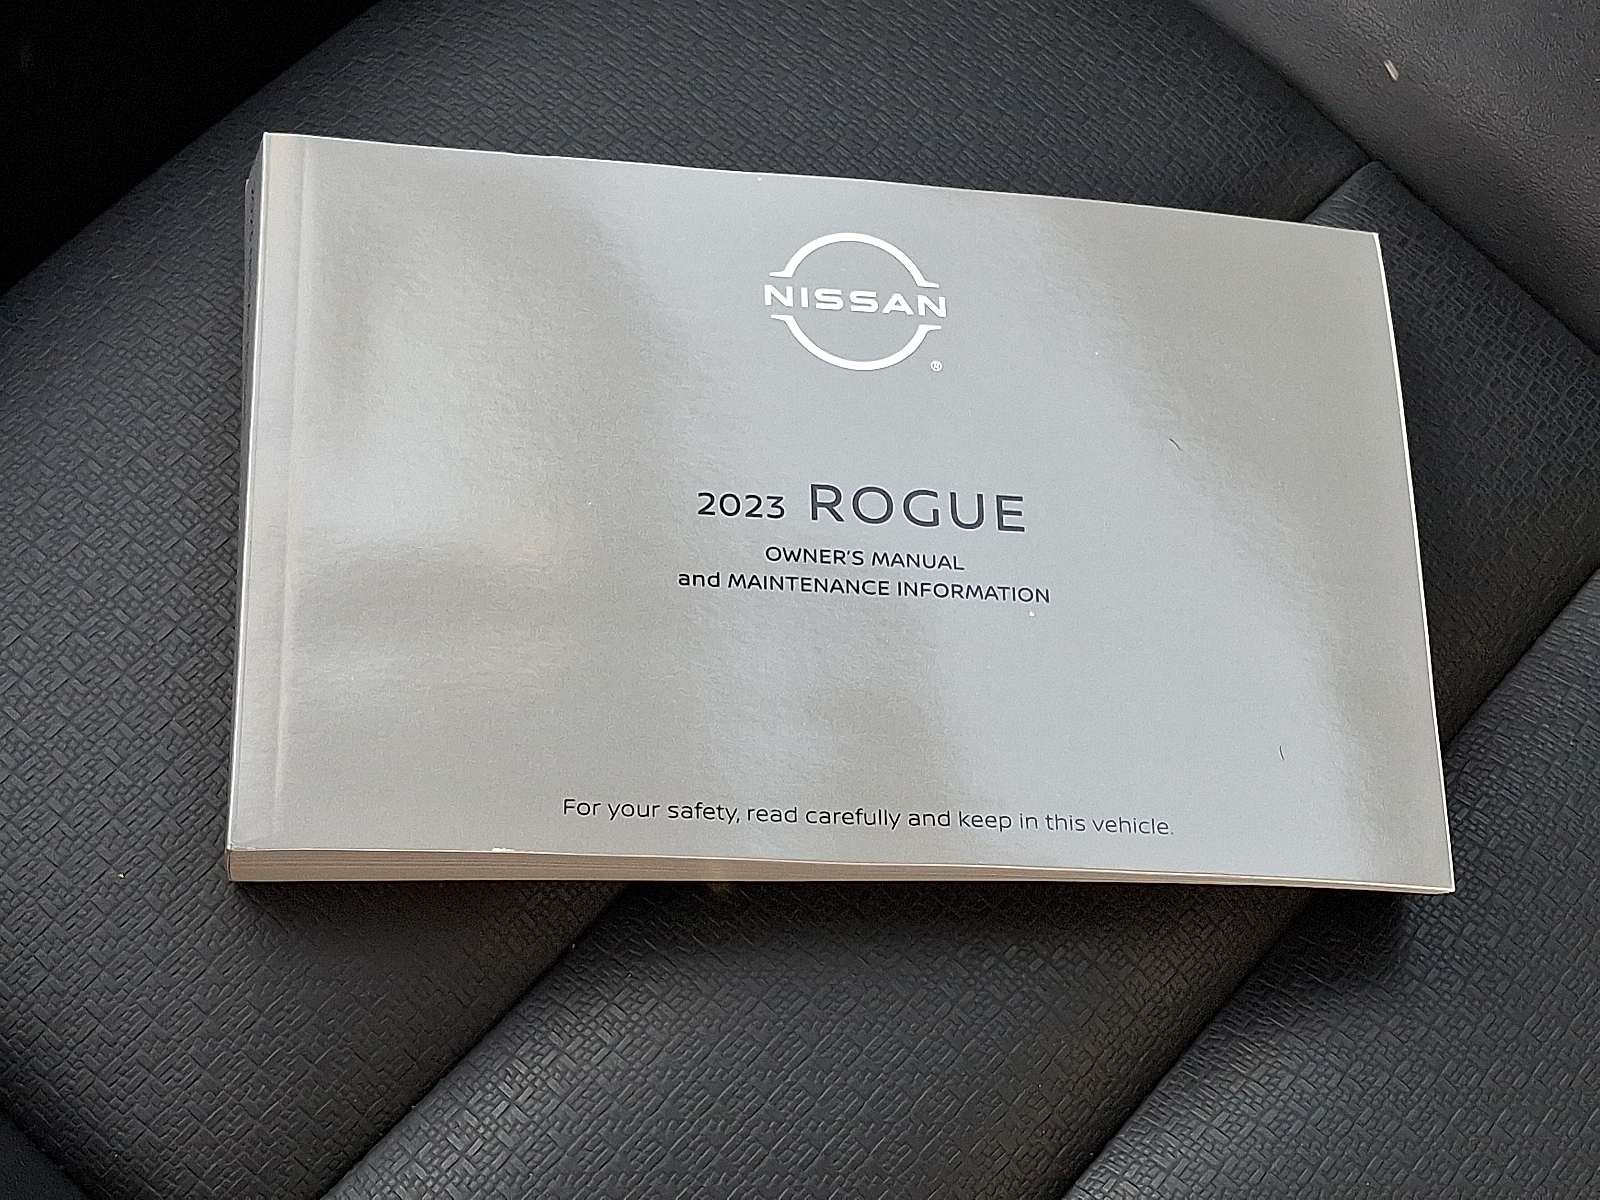 NISSAN
®
2023 ROGUE
OWNER'S MANUAL
and MAINTENANCE INFORMATION
For your safety, read carefully and keep in this vehicle.